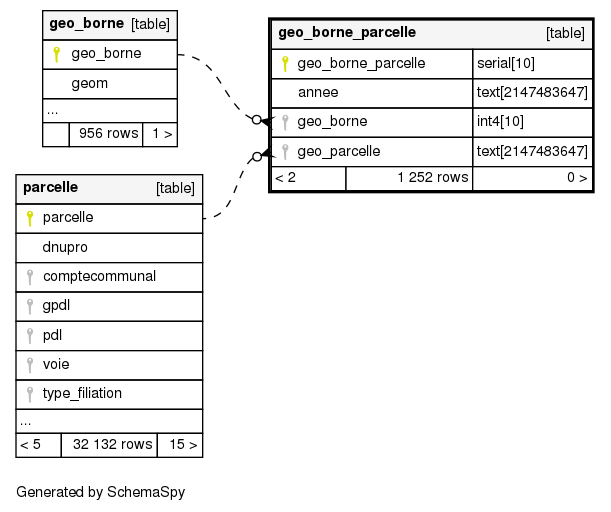 geo_borne [table]
geo_borne
geom
...
956 rows 1 >
geo_borne_parcelle [table]
geo_borne_parcelle serial[10]
annee text[2147483647]
geo_borne int4[10]
geo_parcelle text[2147483647]
< 2 1 252 rows 0 >
parcelle [table]
parcelle
dnupro
comptecommunal
gpdl
pdl
voie
type_filiation
...
< 5 32 132 rows 15 >
Generated by SchemaSpy